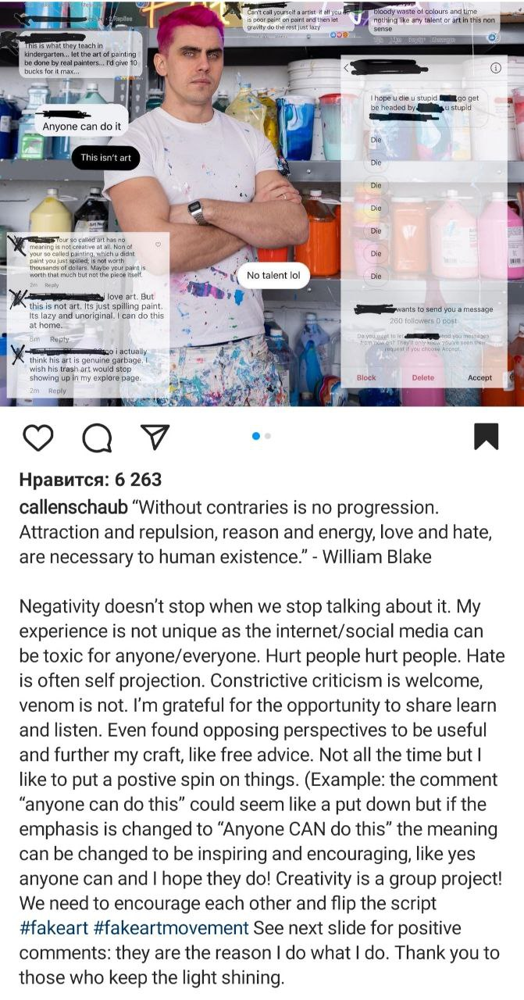 Like Reply Message
Replied · 2 Replies
This is what they teach in
kindergarten... let the art of painting
be done by real painters... I'd give 10
bucks for it max...
Can't call yourself a artist it all you do
is poor paint on paint and then let
gravity do the rest just lazy
bloody waste of colours and time
nothing like any talent or art in this non
sense
Like Reply Message
Anyone can do it
This isn't art
I hope u die u stupid go get
be headed by u stupid
Die
Die
Die
Die
Die
Die
Die
Your so called art has no
meaning is not creative at all. Non of
your so called painting, which u didnt
paint you just spilled; is not worth
thousands of dollars. Maybe your paint is
worth that much but not the piece itself.
2m Reply
i love art. But
this is not art. Its just spilling paint.
Its lazy and unoriginal. I can do this
at home.
8m Reply
go i actually
think his art is genuine garbage. I
wish his trash art would stop
showing up in my explore page.
2m Reply
No talent lol
wants to send you a message
260 followers 0 post
Do you want to let send you messages
from now on? They'll only know you've seen their
request if you choose Accept.
Block Delete Accept
Нравится: 6 263
callenschaub “Without contraries is no progression.
Attraction and repulsion, reason and energy, love and hate,
are necessary to human existence.” - William Blake
Negativity doesn’t stop when we stop talking about it. My
experience is not unique as the internet/social media can
be toxic for anyone/everyone. Hurt people hurt people. Hate
is often self projection. Constrictive criticism is welcome,
venom is not. I’m grateful for the opportunity to share learn
and listen. Even found opposing perspectives to be useful
and further my craft, like free advice. Not all the time but I
like to put a postive spin on things. (Example: the comment
“anyone can do this” could seem like a put down but if the
emphasis is changed to “Anyone CAN do this” the meaning
can be changed to be inspiring and encouraging, like yes
anyone can and I hope they do! Creativity is a group project!
We need to encourage each other and flip the script
#fakeart #fakeartmovement See next slide for positive
comments: they are the reason I do what I do. Thank you to
those who keep the light shining.